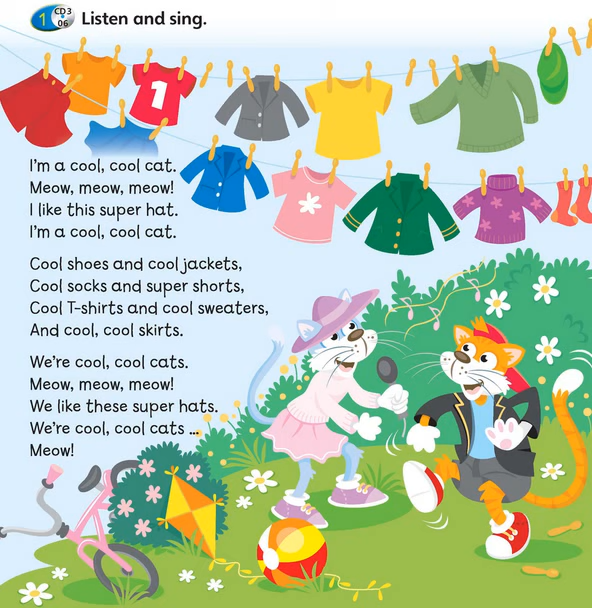 1 CD3 06 Listen and sing.
1
I'm a cool, cool cat.
Meow, meow, meow!
I like this super hat.
I'm a cool, cool cat.
Cool shoes and cool jackets,
Cool socks and super shorts,
Cool T-shirts and cool sweaters,
And cool, cool skirts.
We're cool, cool cats.
Meow, meow, meow!
We like these super hats.
We're cool, cool cats ...
Meow!